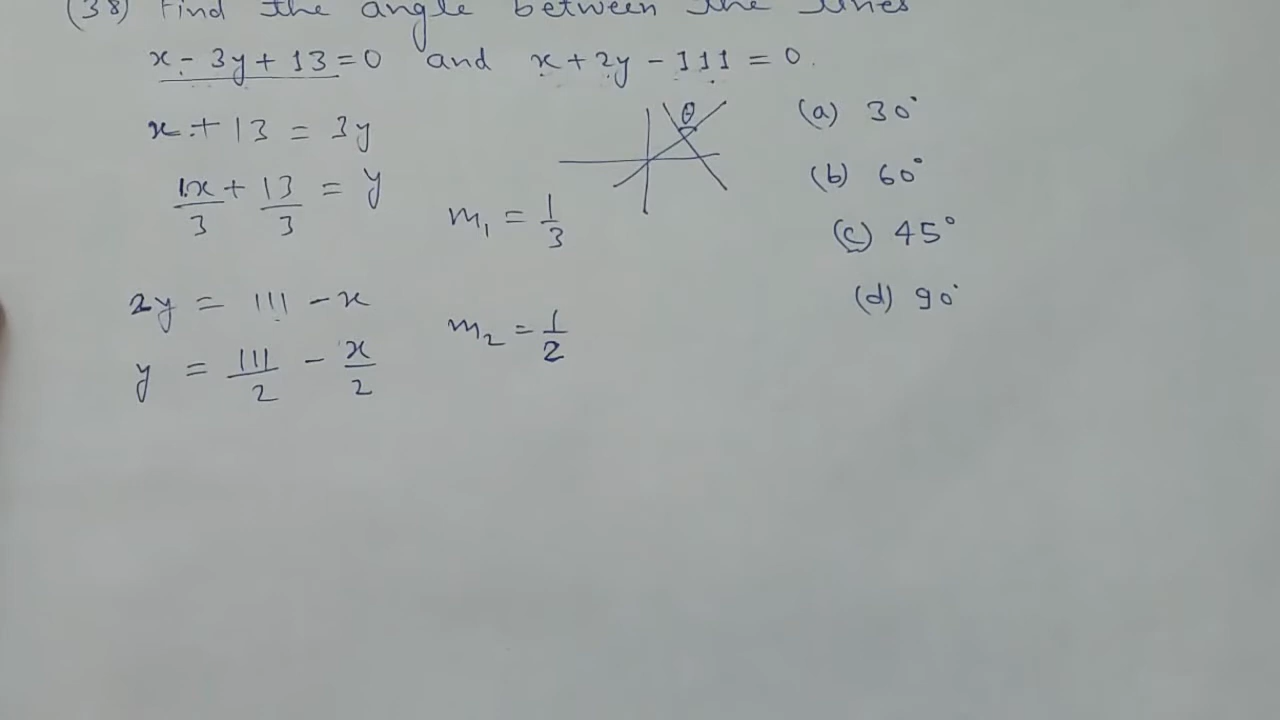 (38) Find the angle between the lines
x - 3y + 13 = 0 and x + 2y - 111 = 0.
x + 13 = 3y
1x/3 + 13/3 = y
m₁ = 1/3
2y = 111 - x
y = 111/2 - x/2
m₂ = 1/2
θ
(a) 30°
(b) 60°
(c) 45°
(d) 90°